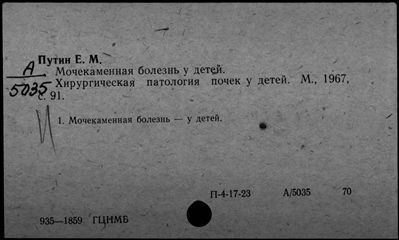 Путин Е. М.
А
5035
Мочекаменная болезнь у детей.
Хирургическая патология почек у детей. М., 1967,
с. 91.
1. Мочекаменная болезнь — у детей.
П-4-17-23 А/5035 70
935—1859 ГЦНМБ